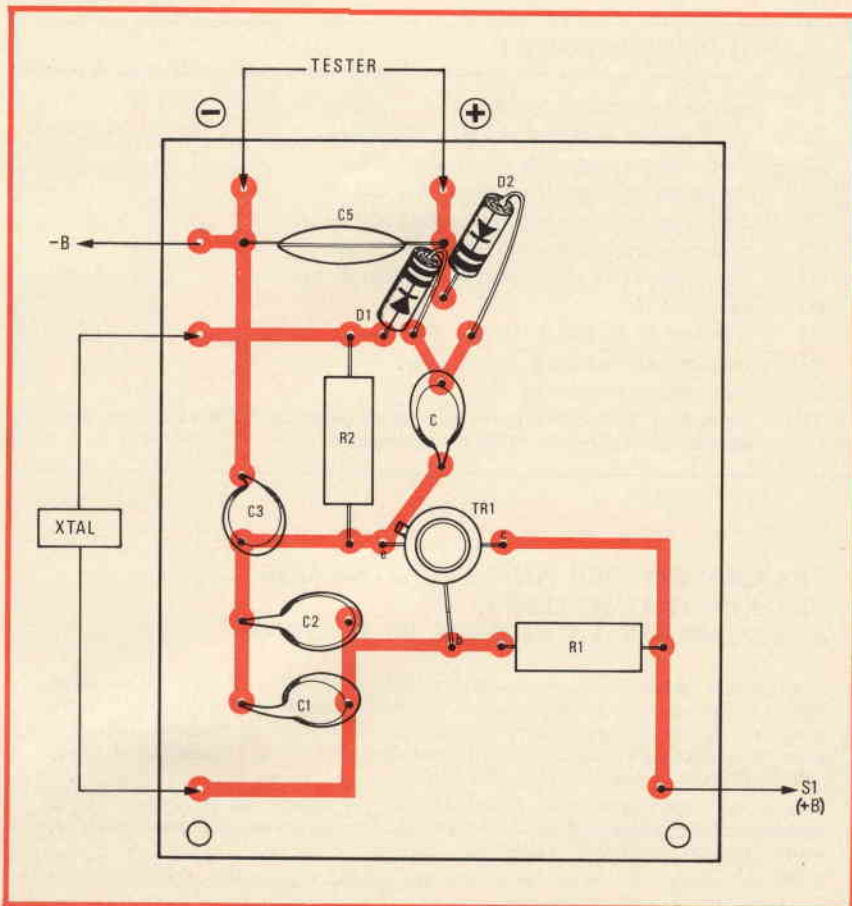 TESTER
⊖ ⊕
D2
C5
−B
D1
C
R2
TR1
C3
XTAL
e c
C2
b
R1
C1
S1
(+B)